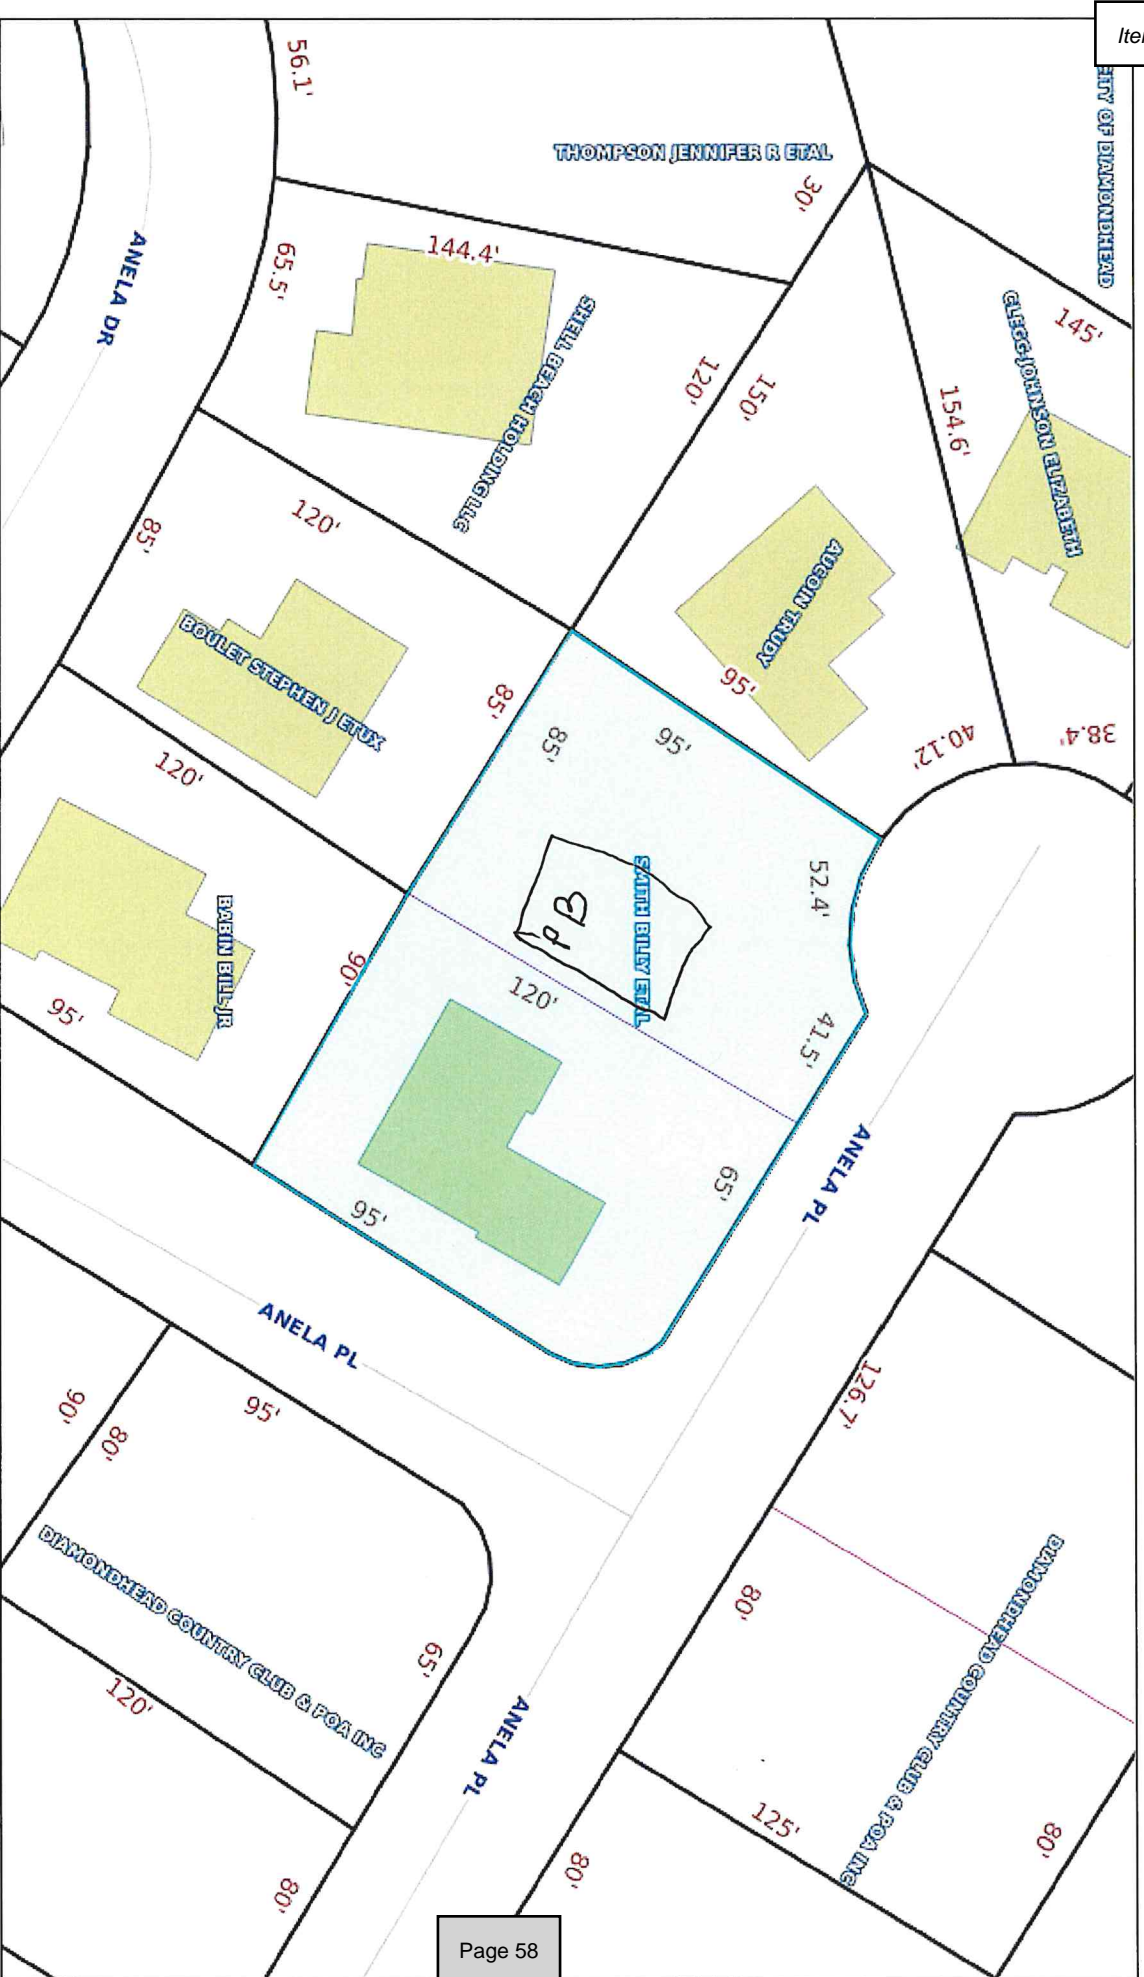 Ite
56.1'
THOMPSON JENNIFER R ETAL
30'
CITY OF DIAMONDHEAD
ANELA DR
65.5'
144.4'
SHELL BEACH HOLDING LLC
120'
150'
145'
CLEGG-JOHNSON ELIZABETH
154.6'
120'
85'
AUCOIN TRUDY
BOULET STEPHEN J ETUX
95'
85'
85'
95'
40.12'
38.4'
120'
52.4'
SMITH BILLY ETAL
PB
BABIN BILL JR
90'
120'
41.5'
95'
ANELA PL
65'
95'
ANELA PL
126.7'
95'
90'
80'
DIAMONDHEAD COUNTRY CLUB & POA INC
80'
DIAMONDHEAD COUNTRY CLUB & POA INC
65'
120'
ANELA PL
125'
80'
80'
80'
Page 58